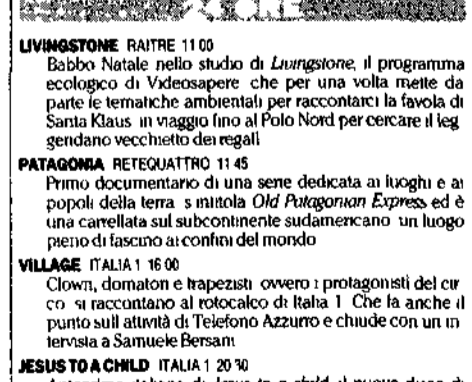 24 ORE
LIVINGSTONE RAITRE 11 00
Babbo Natale nello studio di Livingstone, il programma
ecologico di Videosapere che per una volta mette da
parte le tematiche ambientali per raccontarci la favola di
Santa Klaus in viaggio fino al Polo Nord per cercare il leg
gendano vecchietto dei regali
PATAGONIA RETEQUATTRO 11 45
Primo documentario di una serie dedicata ai luoghi e ai
popoli della terra s intitola Old Patagonian Express ed è
una carrellata sul subcontinente sudamericano un luogo
pieno di fascino ai confini del mondo
VILLAGE ITALIA 1 16 00
Clown, domatori e trapezisti ovvero i protagonisti del cir
co si raccontano al rotocalco di Italia 1 Che fa anche il
punto sull attività di Telefono Azzurro e chiude con un in
tervista a Samuele Bersani
JESUS TO A CHILD ITALIA 1 20 30